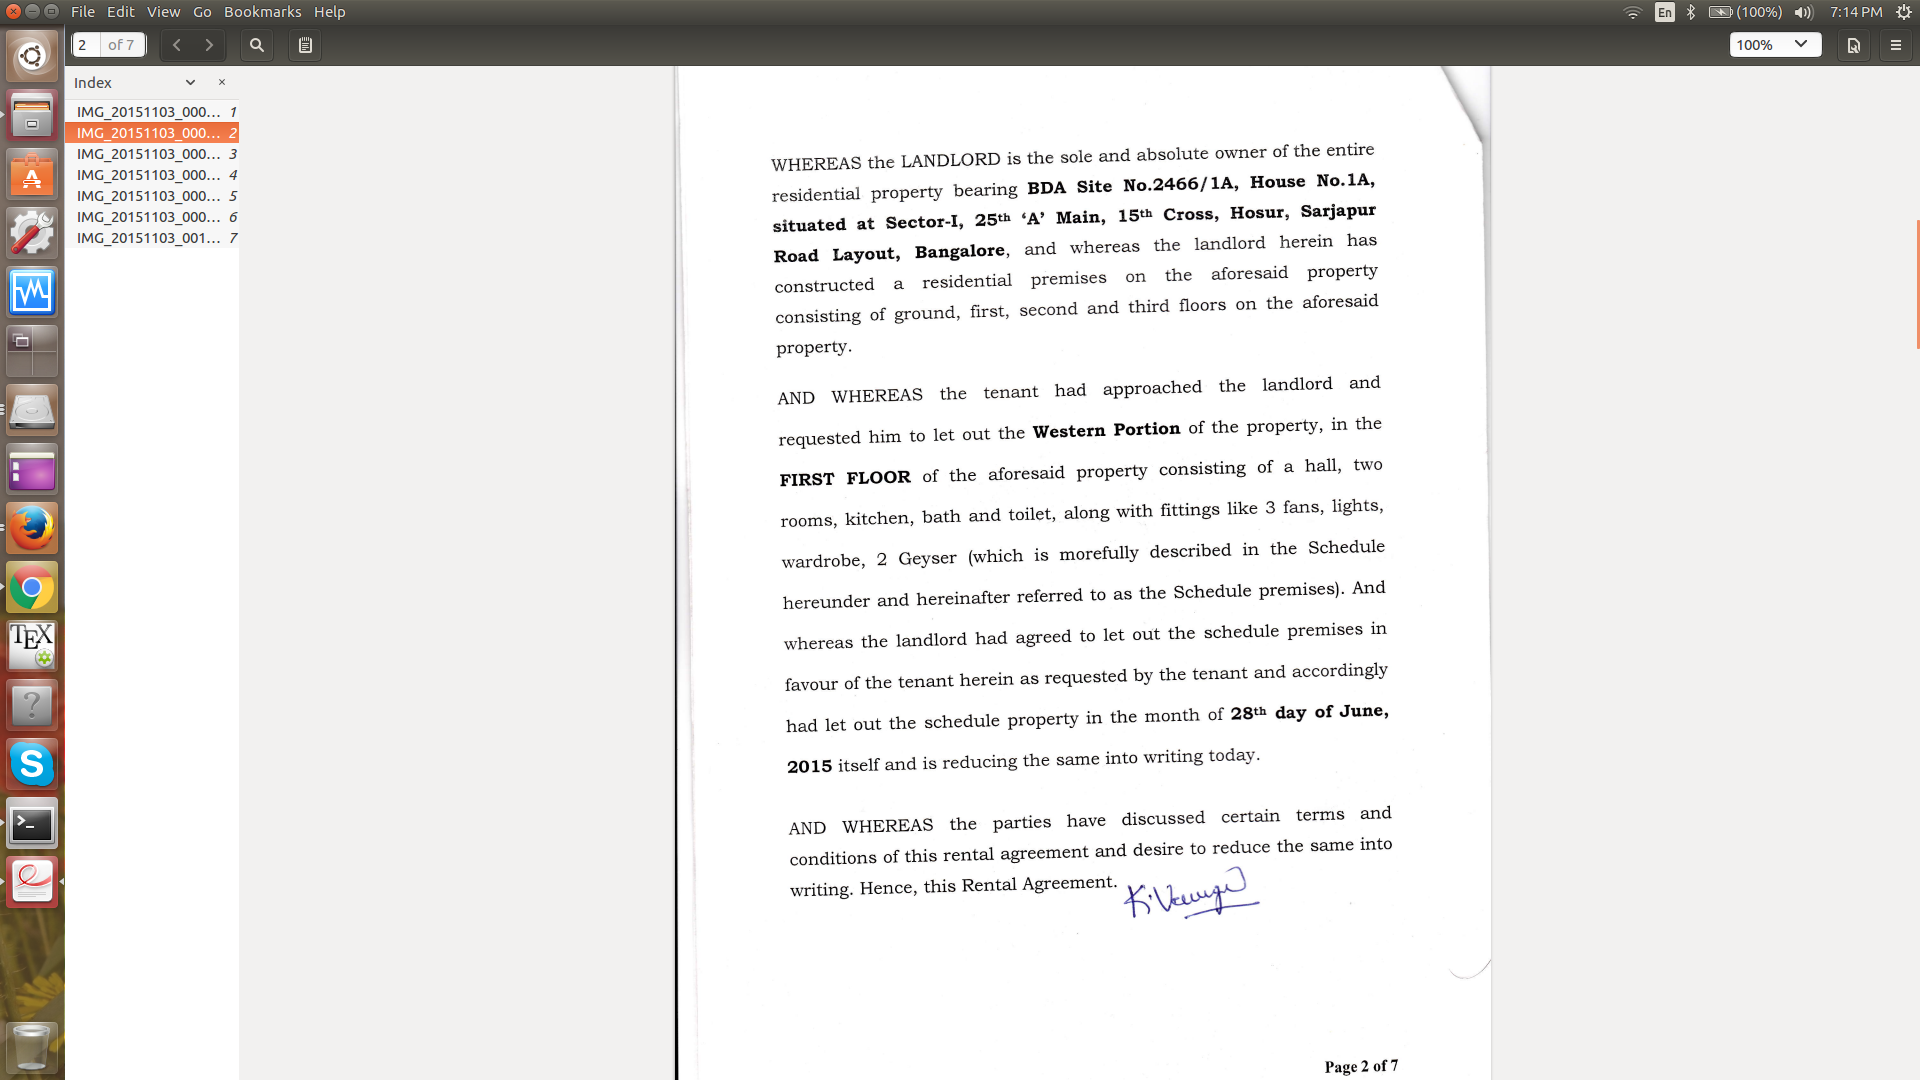 File Edit View Go Bookmarks Help
En (100%) 7:14 PM
2 of 7
100%
Index
IMG_20151103_000... 1
IMG_20151103_000... 2
IMG_20151103_000... 3
IMG_20151103_000... 4
IMG_20151103_000... 5
IMG_20151103_000... 6
IMG_20151103_001... 7
WHEREAS the LANDLORD is the sole and absolute owner of the entire
residential property bearing BDA Site No.2466/1A, House No.1A,
situated at Sector-I, 25th ‘A’ Main, 15th Cross, Hosur, Sarjapur
Road Layout, Bangalore, and whereas the landlord herein has
constructed a residential premises on the aforesaid property
consisting of ground, first, second and third floors on the aforesaid
property.
AND WHEREAS the tenant had approached the landlord and
requested him to let out the Western Portion of the property, in the
FIRST FLOOR of the aforesaid property consisting of a hall, two
rooms, kitchen, bath and toilet, along with fittings like 3 fans, lights,
wardrobe, 2 Geyser (which is morefully described in the Schedule
hereunder and hereinafter referred to as the Schedule premises). And
whereas the landlord had agreed to let out the schedule premises in
favour of the tenant herein as requested by the tenant and accordingly
had let out the schedule property in the month of 28th day of June,
2015 itself and is reducing the same into writing today.
AND WHEREAS the parties have discussed certain terms and
conditions of this rental agreement and desire to reduce the same into
writing. Hence, this Rental Agreement.
Page 2 of 7
TEX